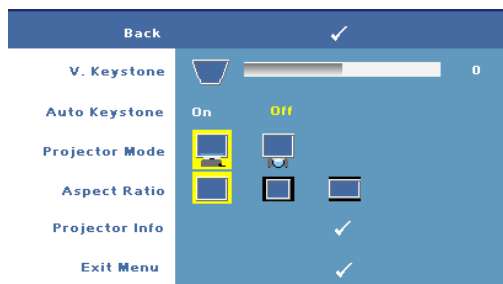 Back
V. Keystone 0
Auto Keystone On Off
Projector Mode
Aspect Ratio
Projector Info
Exit Menu